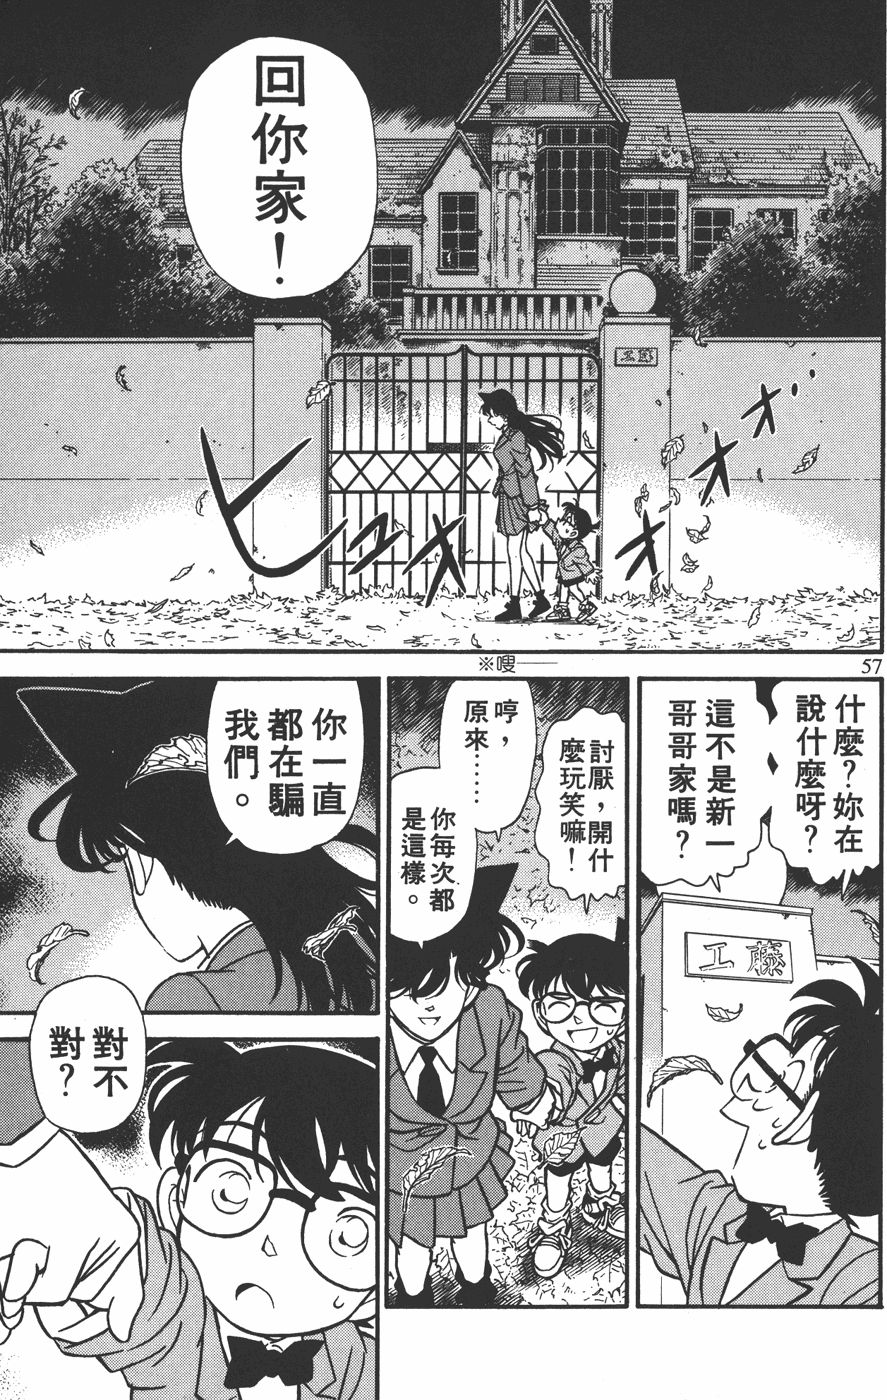 回你家！
工藤
ヒュオオオオ…
※嗖──
57
什麼？妳在
說什麼呀？
這不是新一
哥哥家嗎？
工藤
討厭，開什
麼玩笑嘛！
哼，
原來……
你每次都
是這樣。
你一直
都在騙
我們。
對不
對？